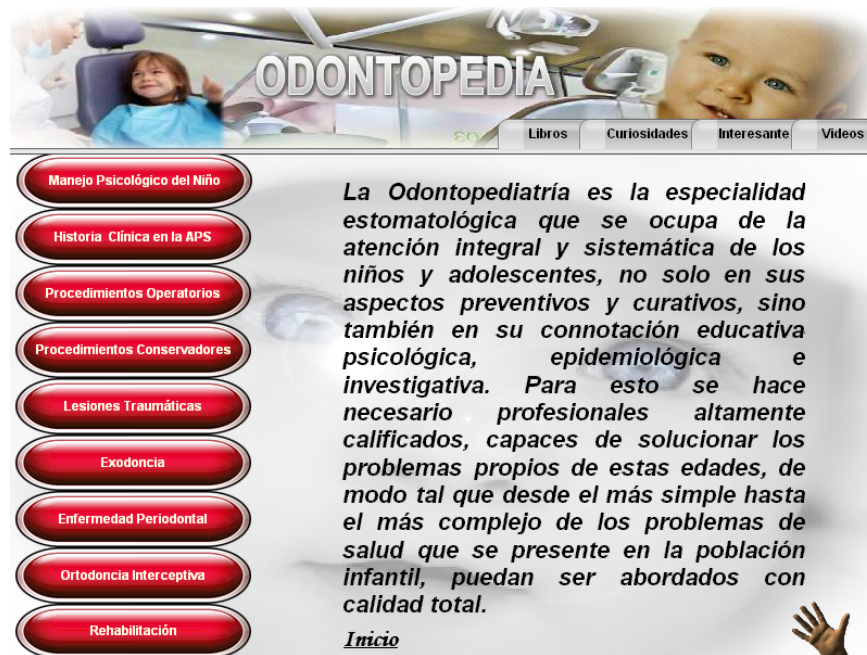 ODONTOPEDIA
Libros
Curiosidades
Interesante
Videos
Manejo Psicológico del Niño
Historia Clínica en la APS
Procedimientos Operatorios
Procedimientos Conservadores
Lesiones Traumáticas
Exodoncia
Enfermedad Periodontal
Ortodoncia Interceptiva
Rehabilitación
La Odontopediatría es la especialidad
estomatológica que se ocupa de la
atención integral y sistemática de los
niños y adolescentes, no solo en sus
aspectos preventivos y curativos, sino
también en su connotación educativa
psicológica, epidemiológica e
investigativa. Para esto se hace
necesario profesionales altamente
calificados, capaces de solucionar los
problemas propios de estas edades, de
modo tal que desde el más simple hasta
el más complejo de los problemas de
salud que se presente en la población
infantil, puedan ser abordados con
calidad total.
Inicio